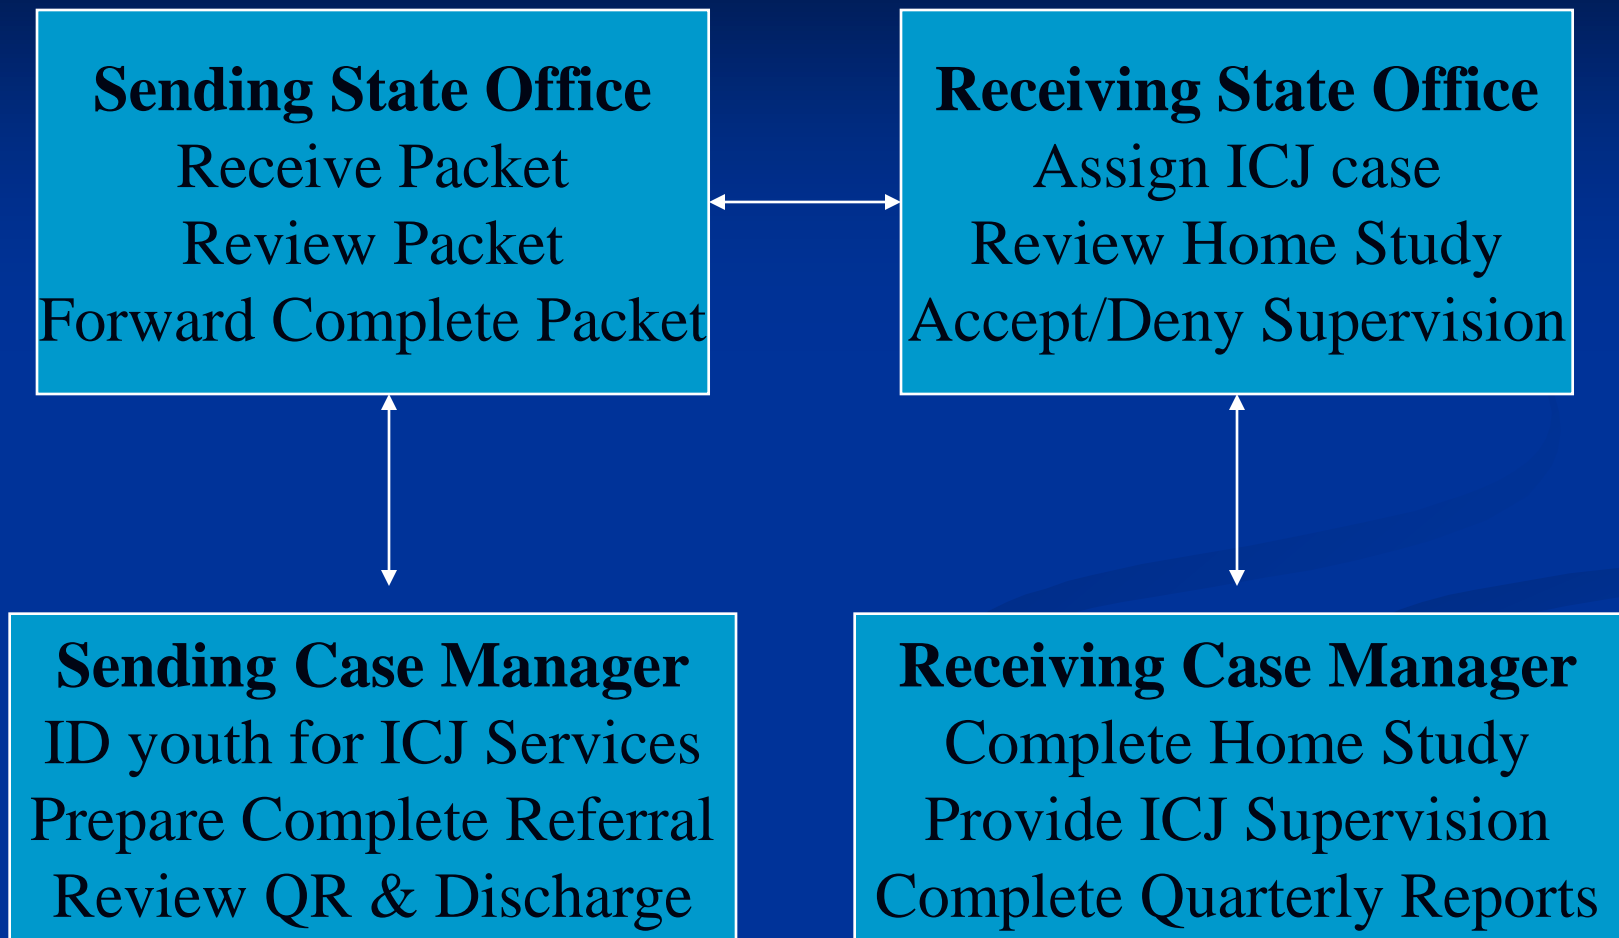 Sending State Office
Receive Packet
Review Packet
Forward Complete Packet
Receiving State Office
Assign ICJ case
Review Home Study
Accept/Deny Supervision
Sending Case Manager
ID youth for ICJ Services
Prepare Complete Referral
Review QR & Discharge
Receiving Case Manager
Complete Home Study
Provide ICJ Supervision
Complete Quarterly Reports